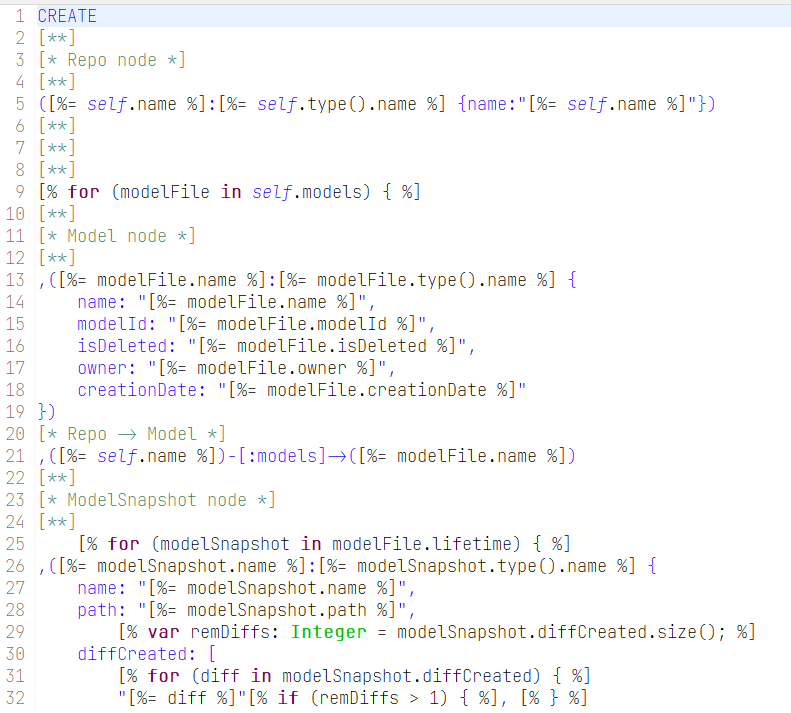 1 CREATE
2 [**]
3 [* Repo node *]
4 [**]
5 ([%= self.name %]:[%= self.type().name %] {name:"[%= self.name %]"})
6 [**]
7 [**]
8 [**]
9 [% for (modelFile in self.models) { %]
10 [**]
11 [* Model node *]
12 [**]
13 ,([%= modelFile.name %]:[%= modelFile.type().name %] {
14     name: "[%= modelFile.name %]",
15     modelId: "[%= modelFile.modelId %]",
16     isDeleted: "[%= modelFile.isDeleted %]",
17     owner: "[%= modelFile.owner %]",
18     creationDate: "[%= modelFile.creationDate %]"
19 })
20 [* Repo -> Model *]
21 ,([%= self.name %])-[:models]->([%= modelFile.name %])
22 [**]
23 [* ModelSnapshot node *]
24 [**]
25     [% for (modelSnapshot in modelFile.lifetime) { %]
26 ,([%= modelSnapshot.name %]:[%= modelSnapshot.type().name %] {
27     name: "[%= modelSnapshot.name %]",
28     path: "[%= modelSnapshot.path %]",
29         [% var remDiffs: Integer = modelSnapshot.diffCreated.size(); %]
30     diffCreated: [
31         [% for (diff in modelSnapshot.diffCreated) { %]
32         "[%= diff %]"[% if (remDiffs > 1) { %], [% } %]